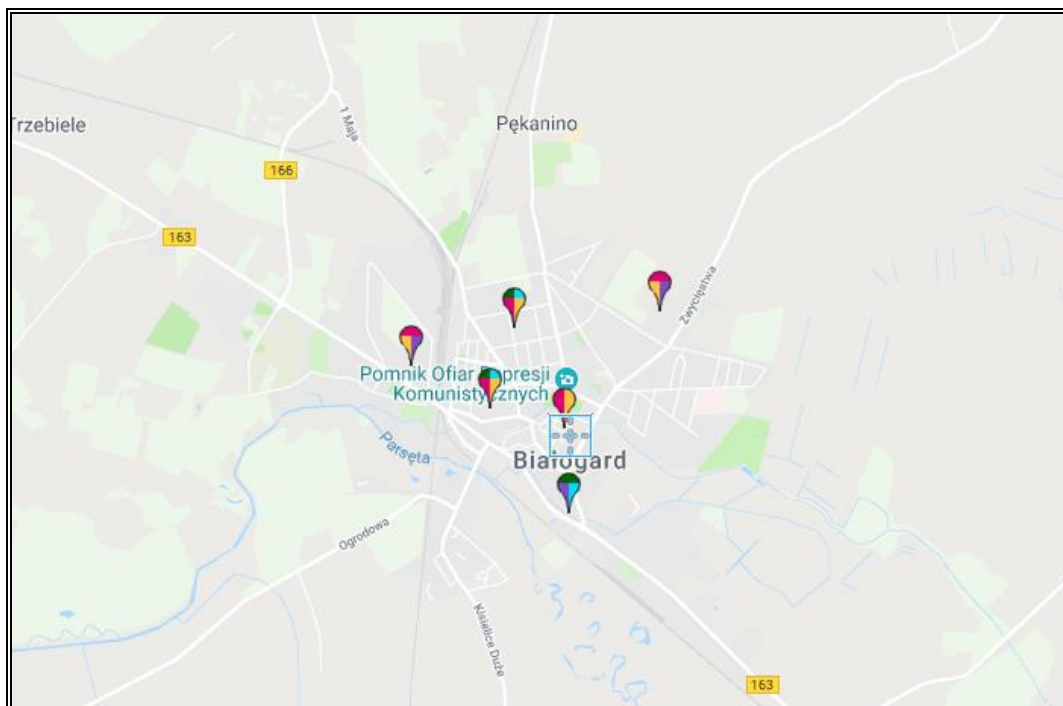 Trzebiele
1 Maja
Pękanino
166
163
Zwycięstwa
Pomnik Ofiar Represji
Komunistycznych
Parsęta
Białogard
Ogrodowa
Kisielice Duże
163